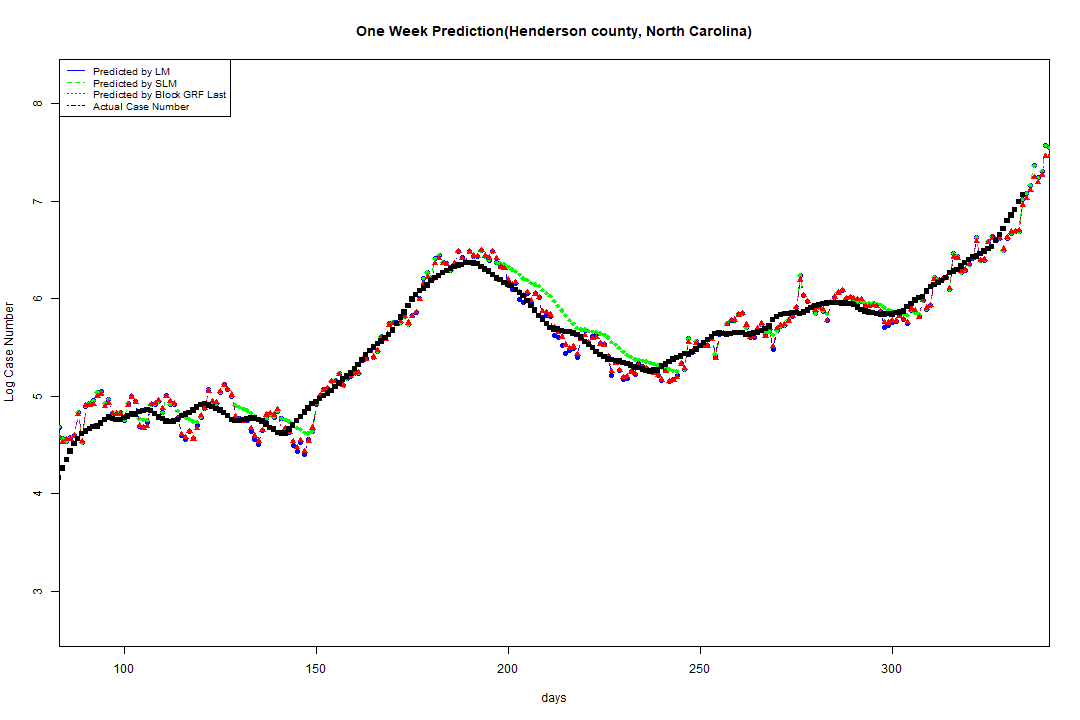 One Week Prediction(Henderson county, North Carolina)
Predicted by LM
Predicted by SLM
Predicted by Block GRF Last
Actual Case Number
8
7
6
5
4
3
Log Case Number
100 150 200 250 300
days